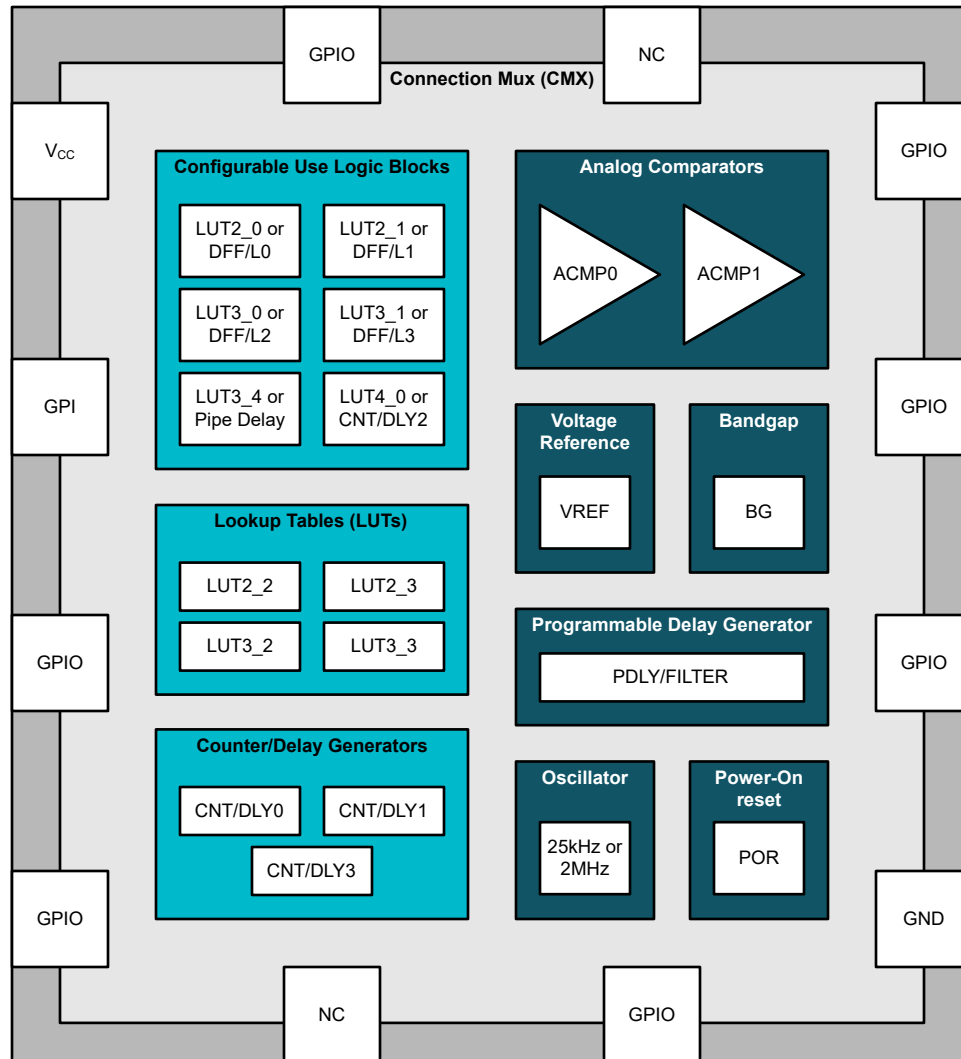 GPIO
NC
Connection Mux (CMX)
VCC
GPIO
Configurable Use Logic Blocks
LUT2_0 or
DFF/L0
LUT2_1 or
DFF/L1
LUT3_0 or
DFF/L2
LUT3_1 or
DFF/L3
LUT3_4 or
Pipe Delay
LUT4_0 or
CNT/DLY2
Analog Comparators
ACMP0
ACMP1
GPI
GPIO
Voltage
Reference
VREF
Bandgap
BG
Lookup Tables (LUTs)
LUT2_2
LUT2_3
LUT3_2
LUT3_3
Programmable Delay Generator
PDLY/FILTER
GPIO
GPIO
Counter/Delay Generators
CNT/DLY0
CNT/DLY1
CNT/DLY3
Oscillator
25kHz or
2MHz
Power-On
reset
POR
GPIO
GND
NC
GPIO